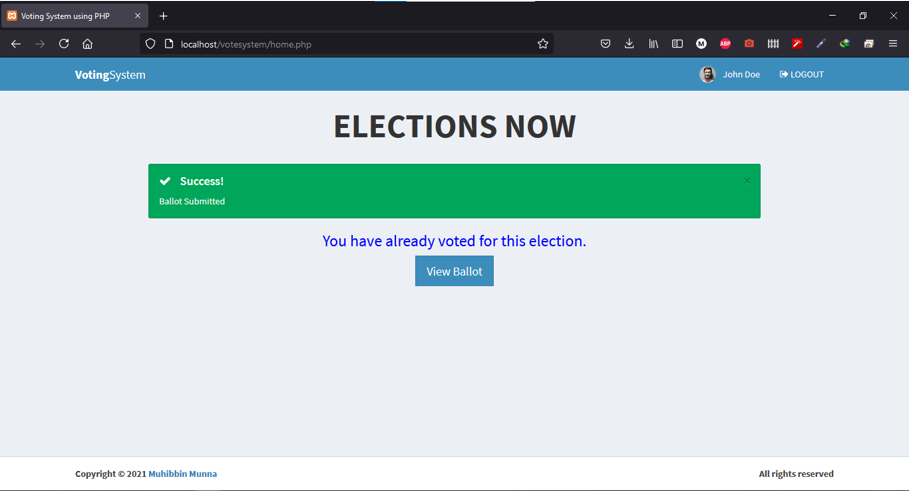 Voting System using PHP
localhost/votesystem/home.php
ABP
VotingSystem
John Doe
LOGOUT
ELECTIONS NOW
Success!
Ballot Submitted
You have already voted for this election.
View Ballot
Copyright © 2021 Muhibbin Munna
All rights reserved